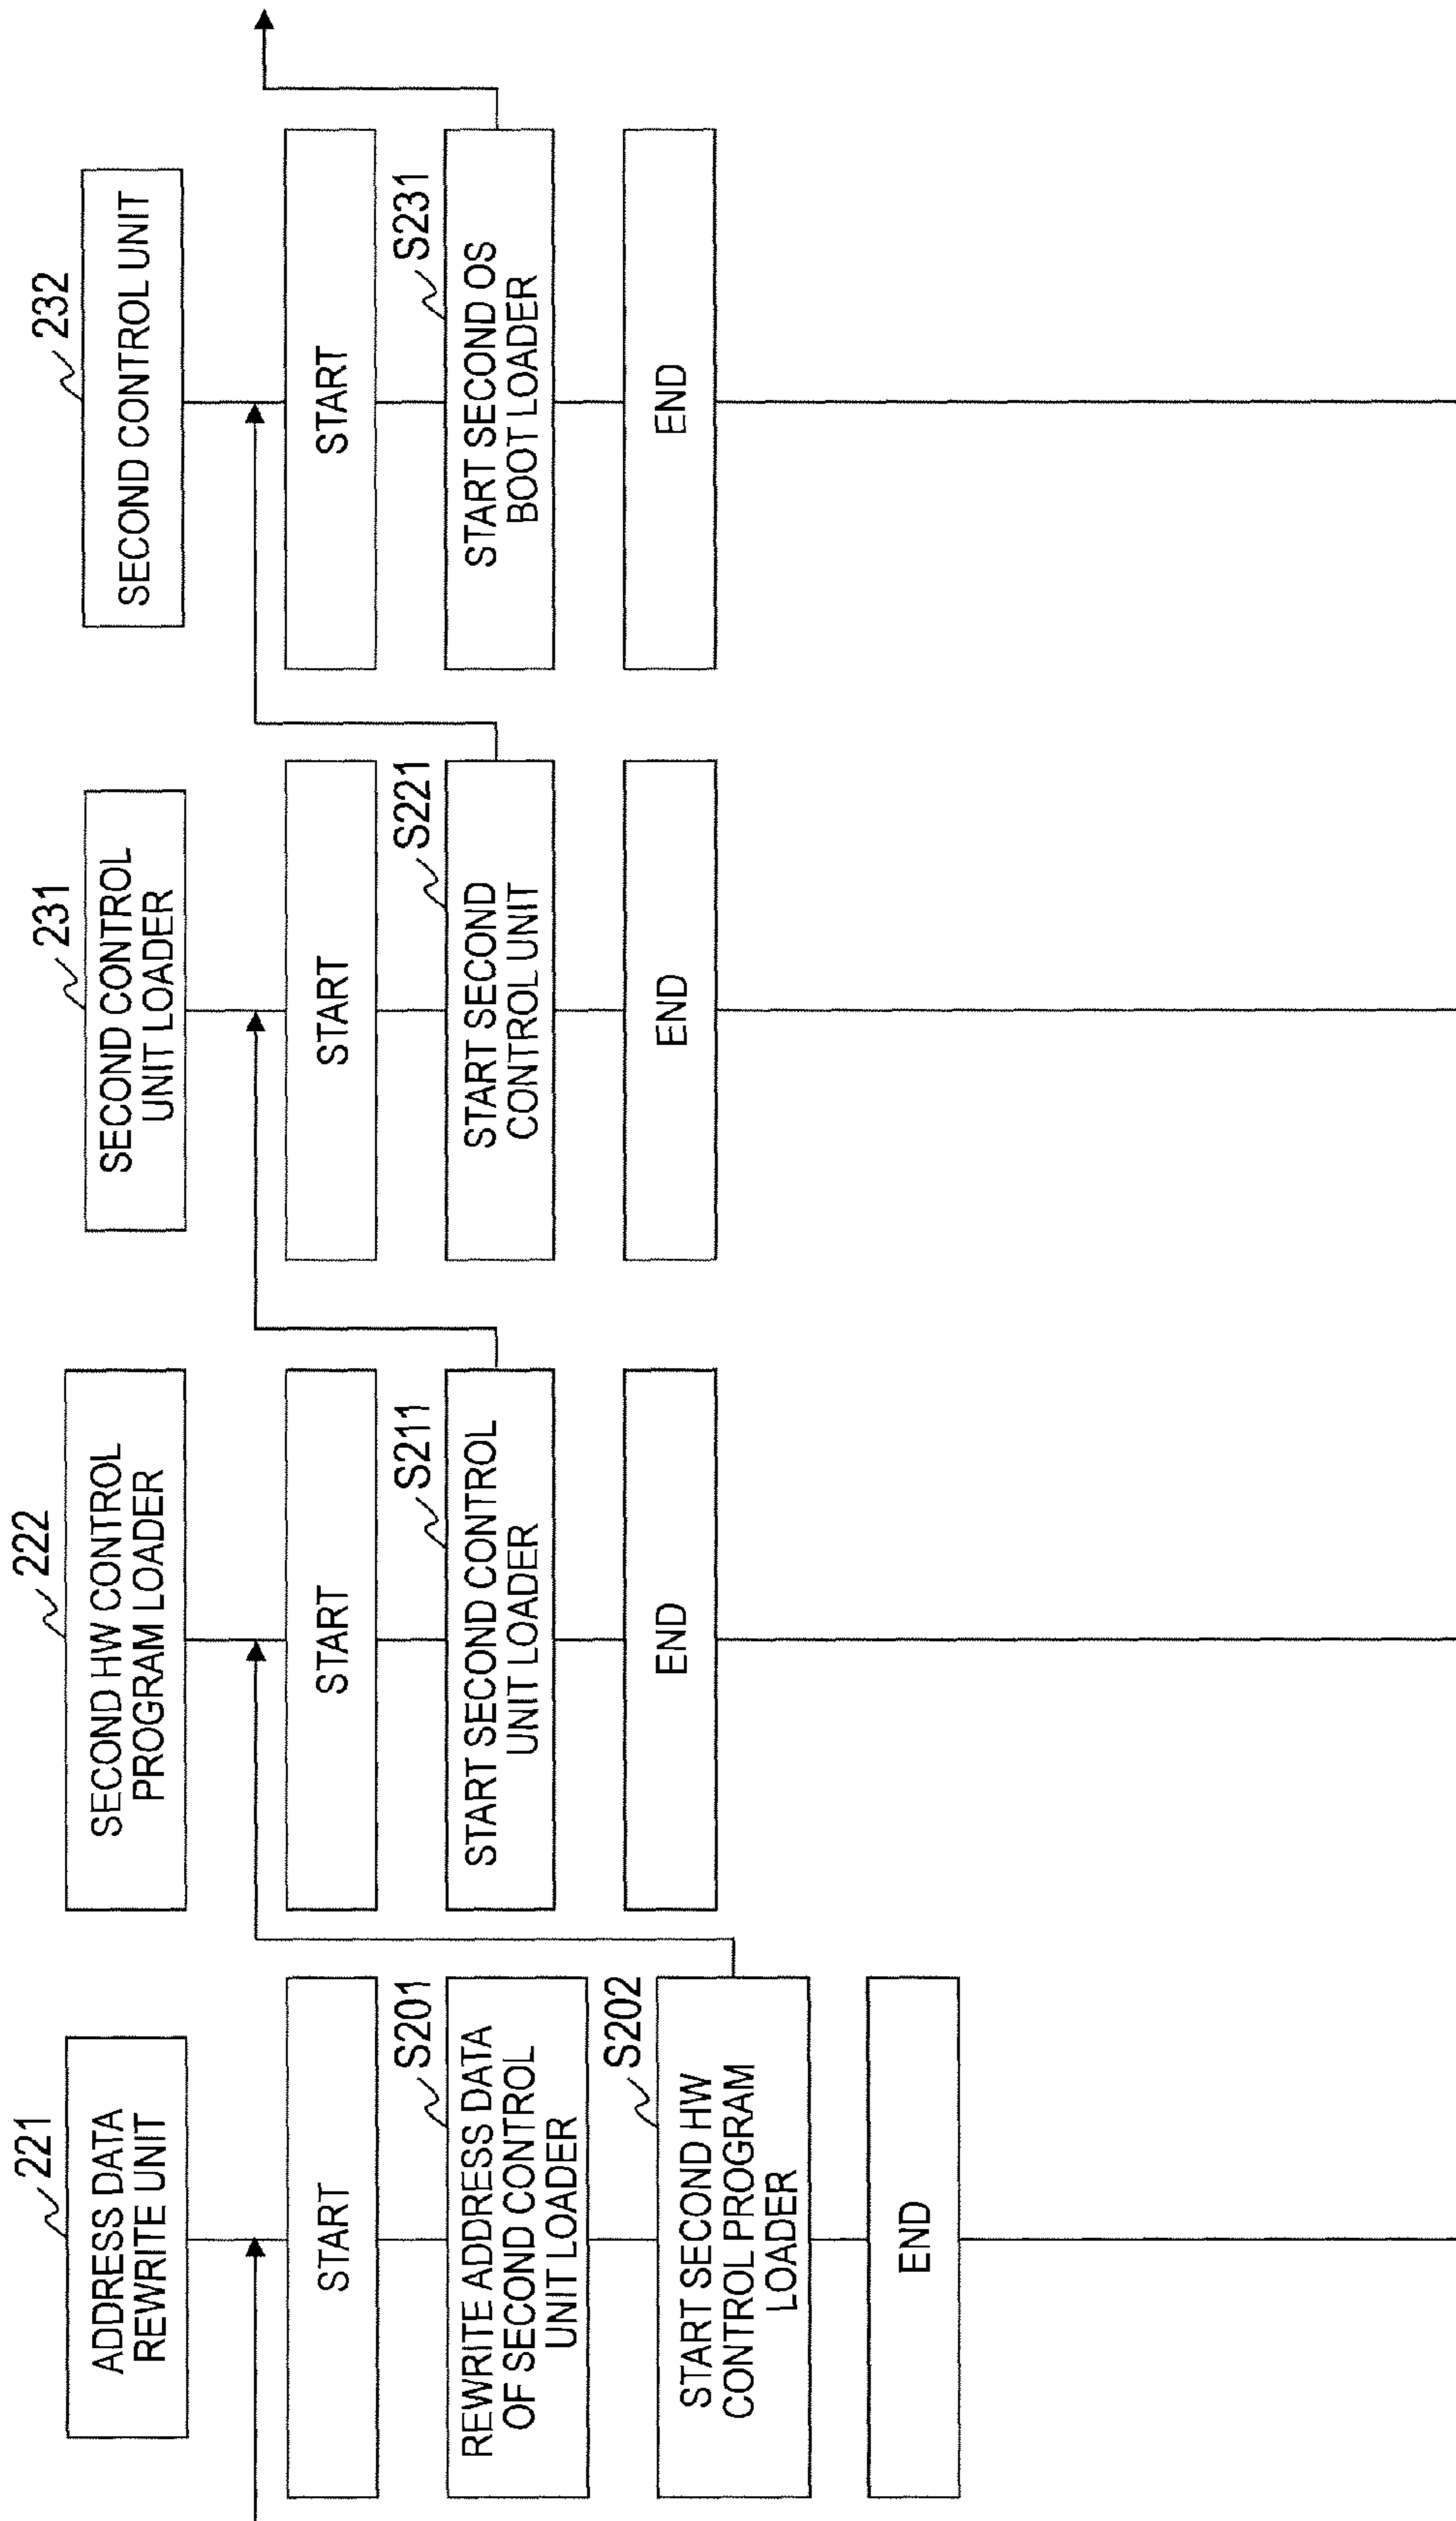 221
ADDRESS DATA
REWRITE UNIT
START
S201
REWRITE ADDRESS DATA
OF SECOND CONTROL
UNIT LOADER
S202
START SECOND HW
CONTROL PROGRAM
LOADER
END
222
SECOND HW CONTROL
PROGRAM LOADER
START
S211
START SECOND CONTROL
UNIT LOADER
END
231
SECOND CONTROL
UNIT LOADER
START
S221
START SECOND
CONTROL UNIT
END
232
SECOND CONTROL UNIT
START
S231
START SECOND OS
BOOT LOADER
END